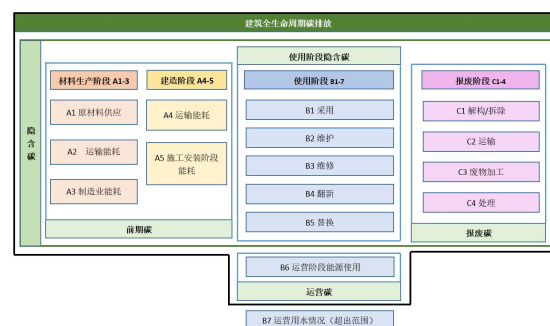 建筑全生命周期碳排放
隐含碳
材料生产阶段 A1-3
A1 原材料供应
A2 运输能耗
A3 制造业能耗
建造阶段 A4-5
A4 运输能耗
A5 施工安装阶段
能耗
前期碳
使用阶段隐含碳
使用阶段 B1-7
B1 采用
B2 维护
B3 维修
B4 翻新
B5 替换
B6 运营阶段能源使用
运营碳
B7 运营用水情况（超出范围）
报废阶段 C1-4
C1 解构/拆除
C2 运输
C3 废物加工
C4 处理
报废碳